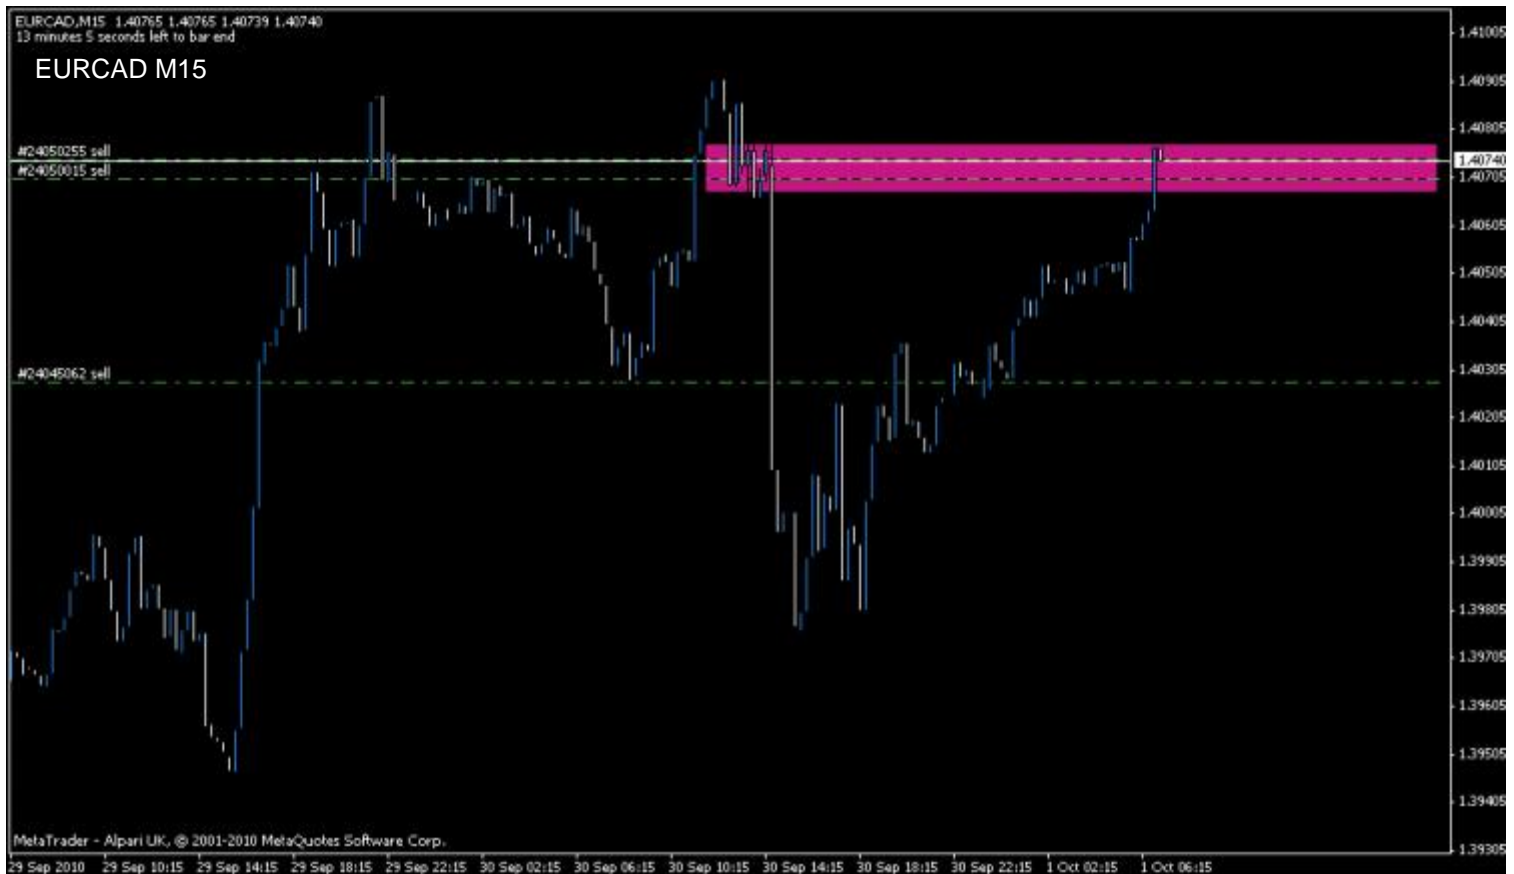 EURCAD,M15 1.40765 1.40765 1.40739 1.40740
13 minutes 5 seconds left to bar end
EURCAD M15
#24050255 sell
#24050015 sell
#24045062 sell
1.41005
1.40905
1.40805
1.40740
1.40705
1.40605
1.40505
1.40405
1.40305
1.40205
1.40105
1.40005
1.39905
1.39805
1.39705
1.39605
1.39505
1.39405
1.39305
MetaTrader - Alpari UK, © 2001-2010 MetaQuotes Software Corp.
29 Sep 2010 29 Sep 10:15 29 Sep 14:15 29 Sep 18:15 29 Sep 22:15 30 Sep 02:15 30 Sep 06:15 30 Sep 10:15 30 Sep 14:15 30 Sep 18:15 30 Sep 22:15 1 Oct 02:15 1 Oct 06:15